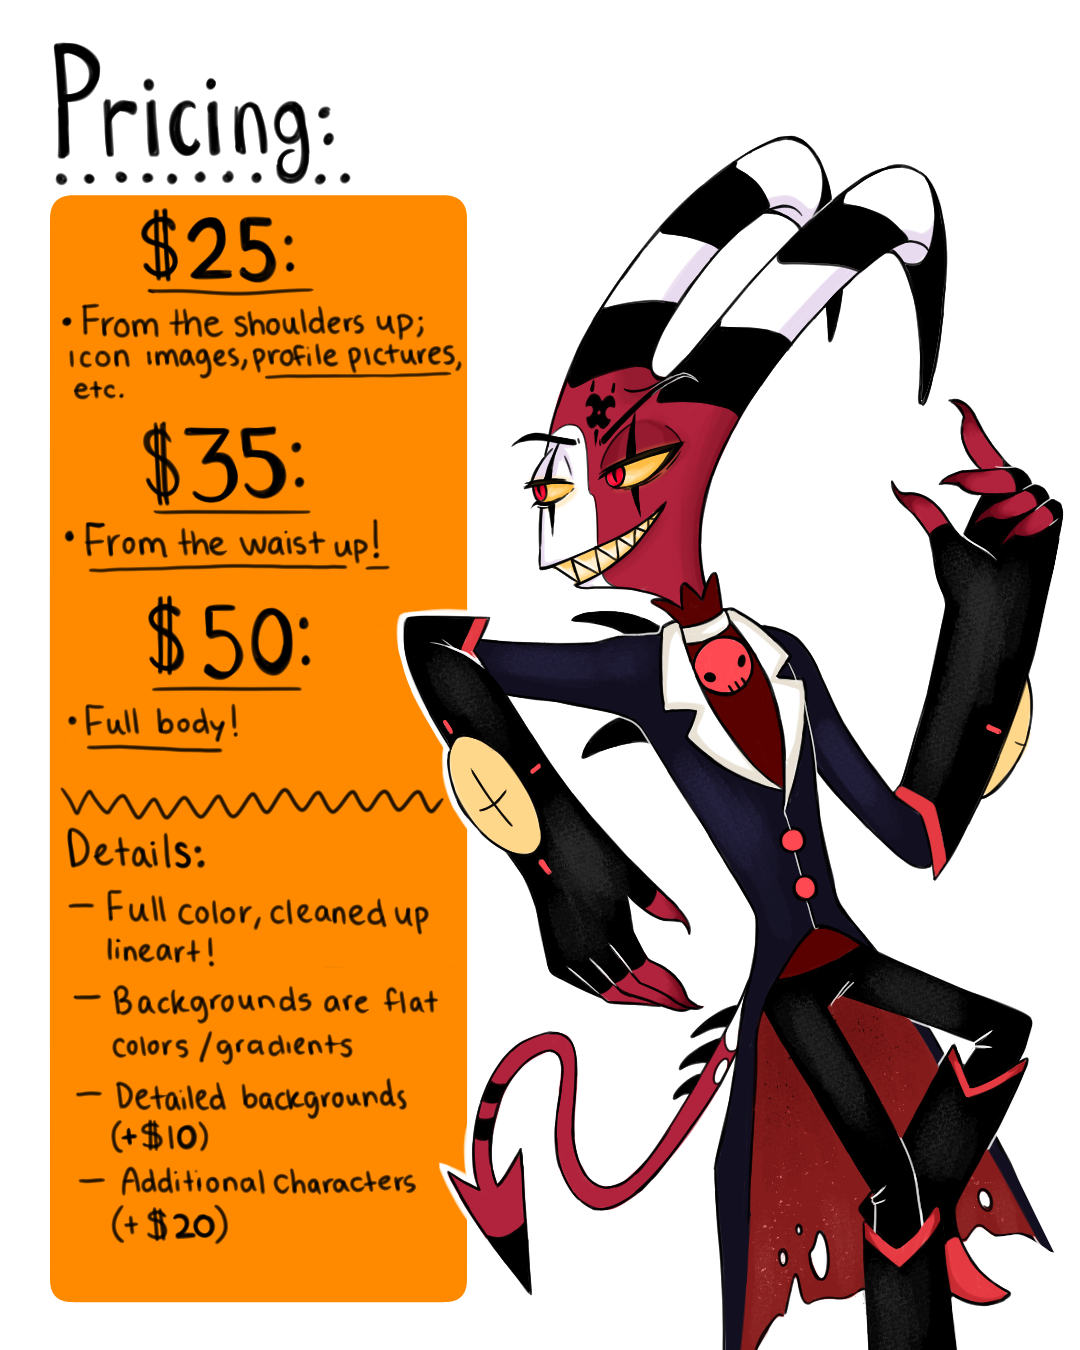 Pricing:
$25:
• From the shoulders up;
icon images, profile pictures,
etc.
$35:
• From the waist up!
$50:
• Full body!
Details:
— Full color, cleaned up
lineart!
— Backgrounds are flat
colors / gradients
— Detailed backgrounds
(+$10)
— Additional characters
(+$20)